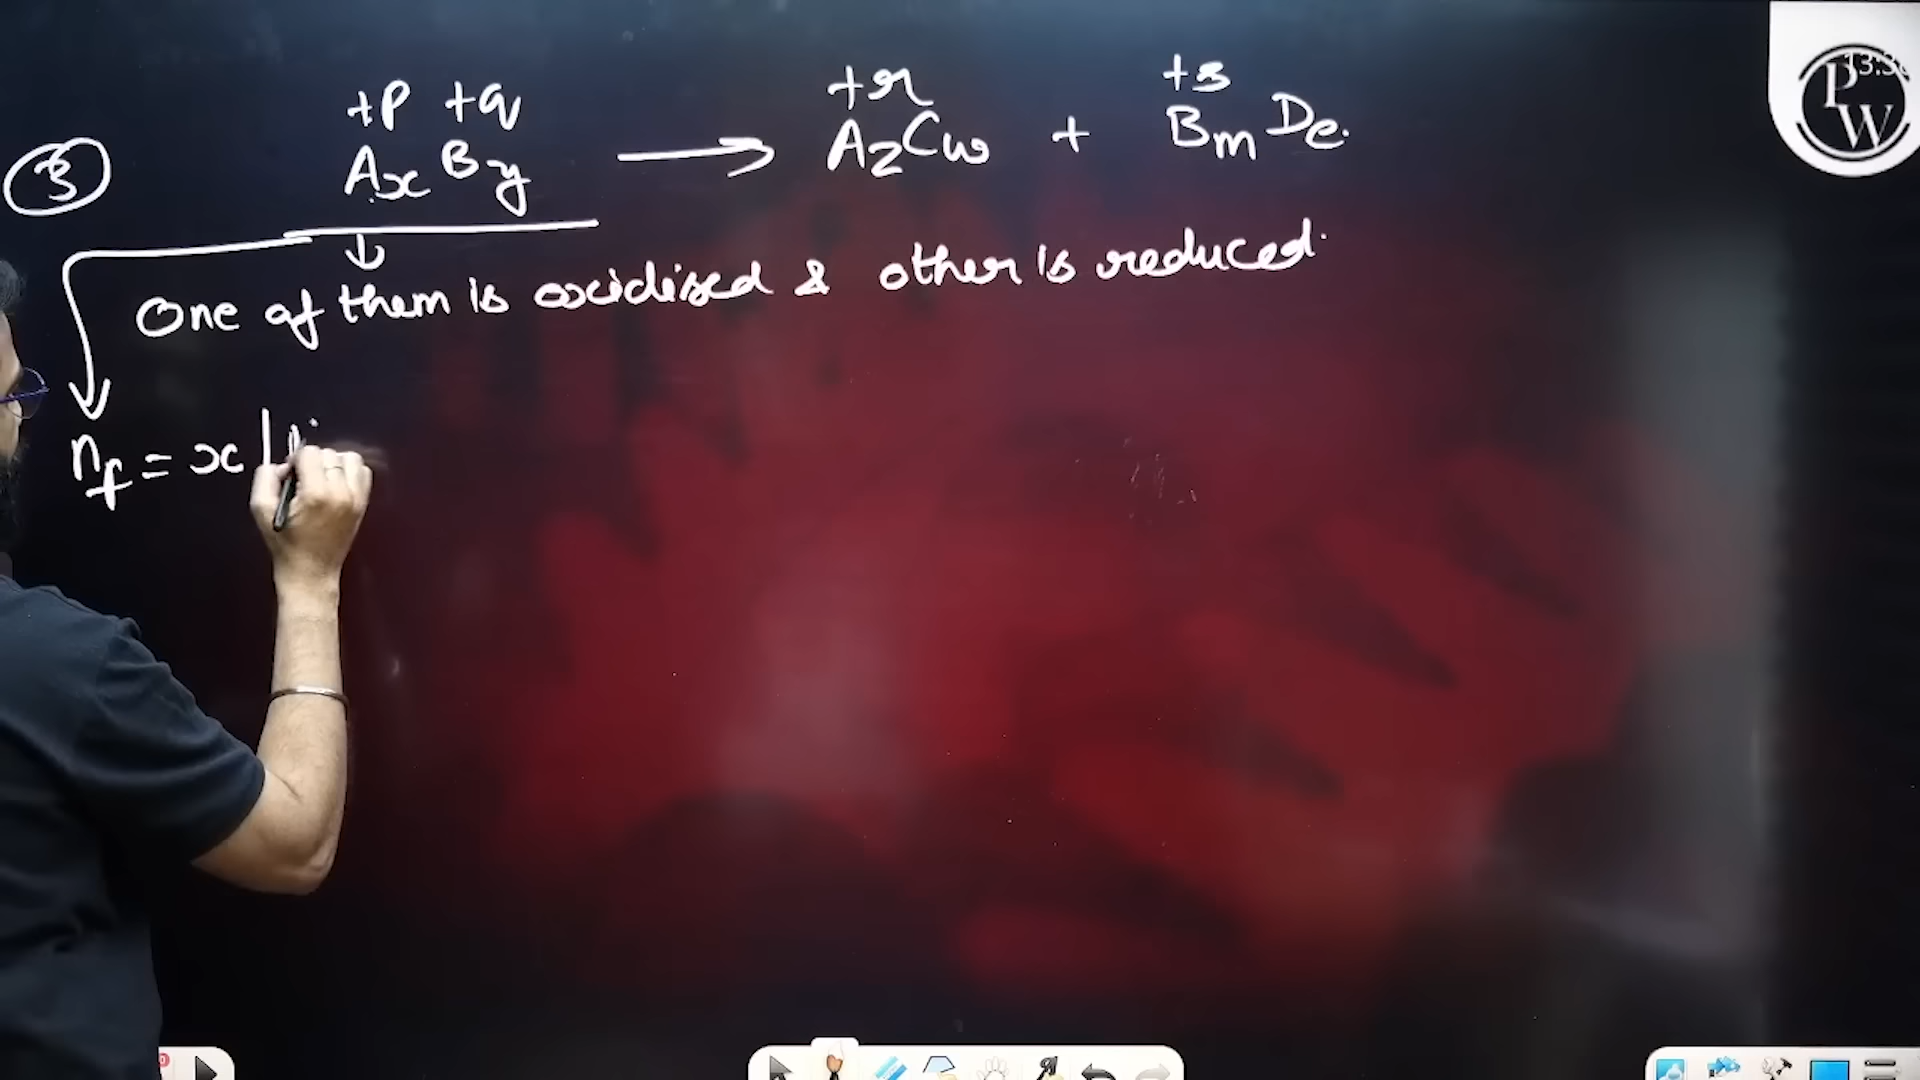 +p +q +r +s
③ AxBy ⟶ AzCw + BmDe.
↓
One of them is oxidised & other is reduced.
nf = x |
PW